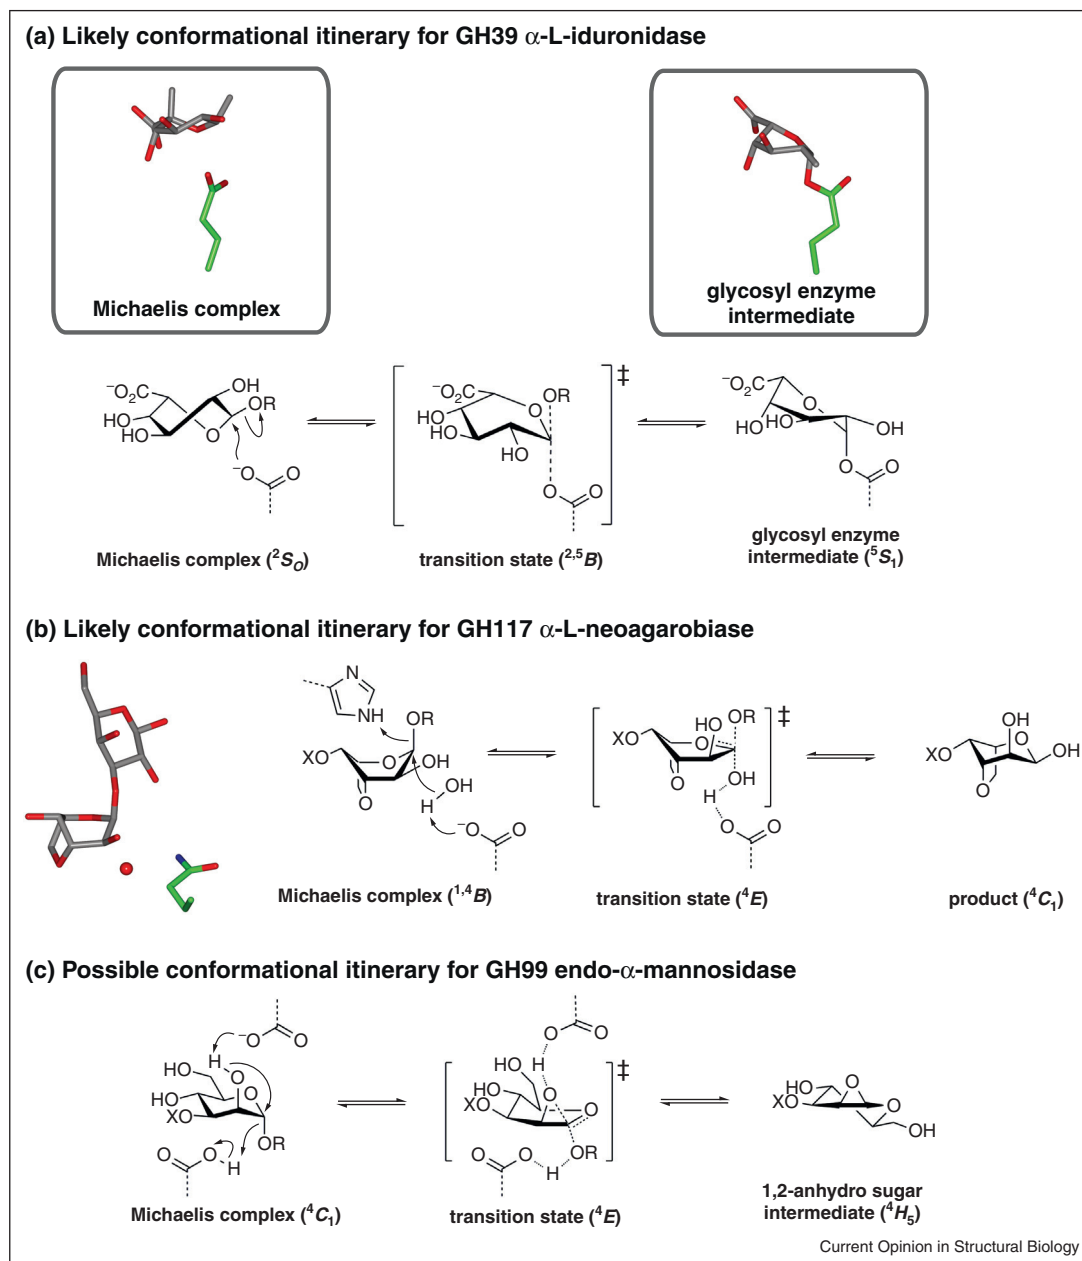 (a) Likely conformational itinerary for GH39 α-L-iduronidase
Michaelis complex
glycosyl enzyme
intermediate
⁻O₂C OH OR HO HO O
⁻O O
Michaelis complex (²S_O)
⁻O₂C O OR HO HO HO
O O
‡
transition state (²,⁵B)
⁻O₂C O HO HO OH
O O
glycosyl enzyme
intermediate (⁵S₁)
(b) Likely conformational itinerary for GH117 α-L-neoagarobiase
N
NH
OR
XO O OH
O OH
H
⁻O O
Michaelis complex (¹,⁴B)
OR
HO
XO O
O OH
H
O O
‡
transition state (⁴E)
OH
XO O OH
O
product (⁴C₁)
(c) Possible conformational itinerary for GH99 endo-α-mannosidase
⁻O O
H
HO O
HO O
XO
OR
O O H
Michaelis complex (⁴C₁)
O O
H
HO O
HO
XO O
O O OR
H
‡
transition state (⁴E)
HO O O
XO
OH
1,2-anhydro sugar
intermediate (⁴H₅)
Current Opinion in Structural Biology